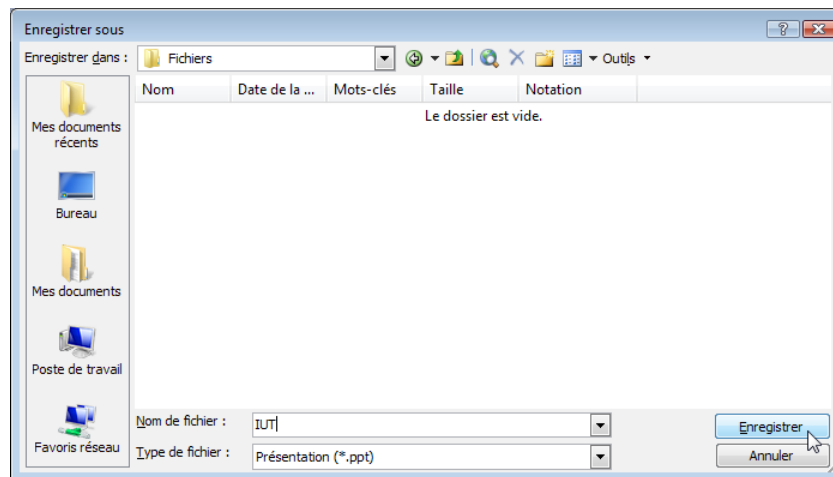 Enregistrer sous
Enregistrer dans : Fichiers Outils
Nom Date de la ... Mots-clés Taille Notation
Le dossier est vide.
Mes documents
récents
Bureau
Mes documents
Poste de travail
Favoris réseau
Nom de fichier : IUT Enregistrer
Type de fichier : Présentation (*.ppt) Annuler